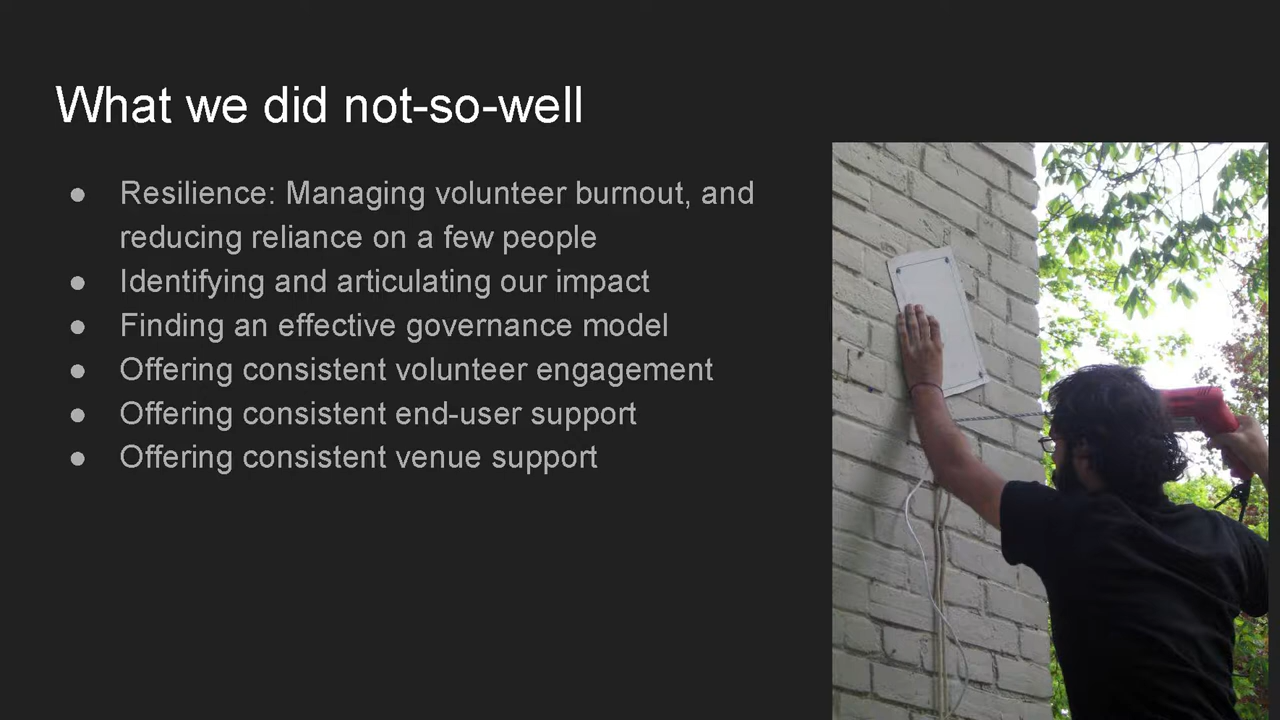 What we did not-so-well
● Resilience: Managing volunteer burnout, and
reducing reliance on a few people
● Identifying and articulating our impact
● Finding an effective governance model
● Offering consistent volunteer engagement
● Offering consistent end-user support
● Offering consistent venue support